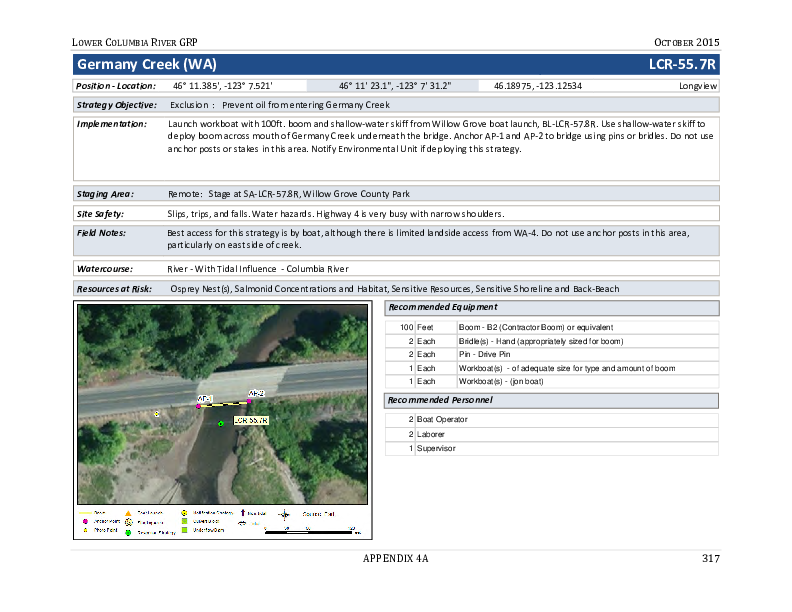 LOWER COLUMBIA RIVER GRP OCTOBER 2015
Germany Creek (WA) LCR-55.7R
Position - Location: 46° 11.385', -123° 7.521' 46° 11' 23.1", -123° 7' 31.2" 46.18975, -123.12534 Longview
Strategy Objective: Exclusion : Prevent oil from entering Germany Creek
Implementation: Launch workboat with 100ft. boom and shallow-water skiff from Willow Grove boat launch, BL-LCR-57.8R. Use shallow-water skiff to
deploy boom across mouth of Germany Creek underneath the bridge. Anchor AP-1 and AP-2 to bridge using pins or bridles. Do not use
anchor posts or stakes in this area. Notify Environmental Unit if deploying this strategy.
Staging Area: Remote: Stage at SA-LCR-57.8R, Willow Grove County Park
Site Safety: Slips, trips, and falls. Water hazards. Highway 4 is very busy with narrow shoulders.
Field Notes: Best access for this strategy is by boat, although there is limited landside access from WA-4. Do not use anchor posts in this area,
particularly on east side of creek.
Watercourse: River - With Tidal Influence - Columbia River
Resources at Risk: Osprey Nest(s), Salmonid Concentrations and Habitat, Sensitive Resources, Sensitive Shoreline and Back-Beach
AP-1
AP-2
LCR-55.7R
Recommended Equipment
100 Feet Boom - B2 (Contractor Boom) or equivalent
2 Each Bridle(s) - Hand (appropriately sized for boom)
2 Each Pin - Drive Pin
1 Each Workboat(s) - of adequate size for type and amount of boom
1 Each Workboat(s) - (jon boat)
Recommended Personnel
2 Boat Operator
2 Laborer
1 Supervisor
Anchor Point
Photo Point
APPENDIX 4A 317